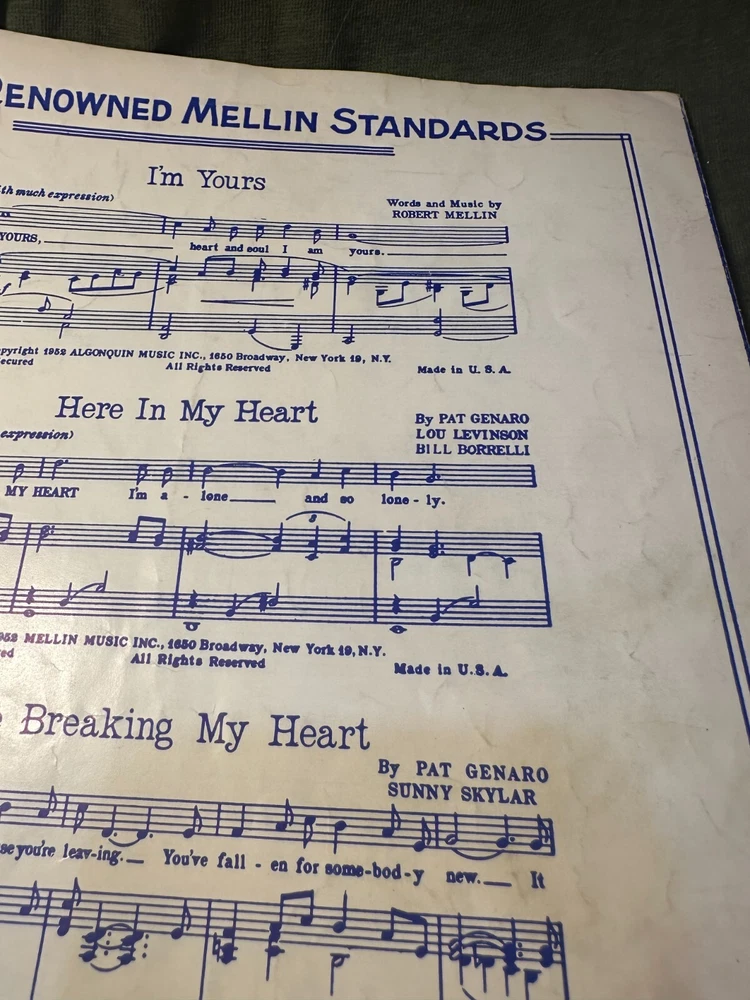 RENOWNED MELLIN STANDARDS
I'm Yours
th much expression)
Words and Music by
ROBERT MELLIN
YOURS, heart and soul I am yours.
pyright 1952 ALGONQUIN MUSIC INC., 1650 Broadway, New York 19, N.Y.
ecured
All Rights Reserved
Made in U. S. A.
Here In My Heart
By PAT GENARO
LOU LEVINSON
BILL BORRELLI
expression)
MY HEART I'm a - lone and so lone - ly.
3
952 MELLIN MUSIC INC., 1650 Broadway, New York 19, N.Y.
ed
All Rights Reserved
Made in U.S.A.
Breaking My Heart
By PAT GENARO
SUNNY SKYLAR
se you're leav-ing. You've fall - en for some-bod-y new. It